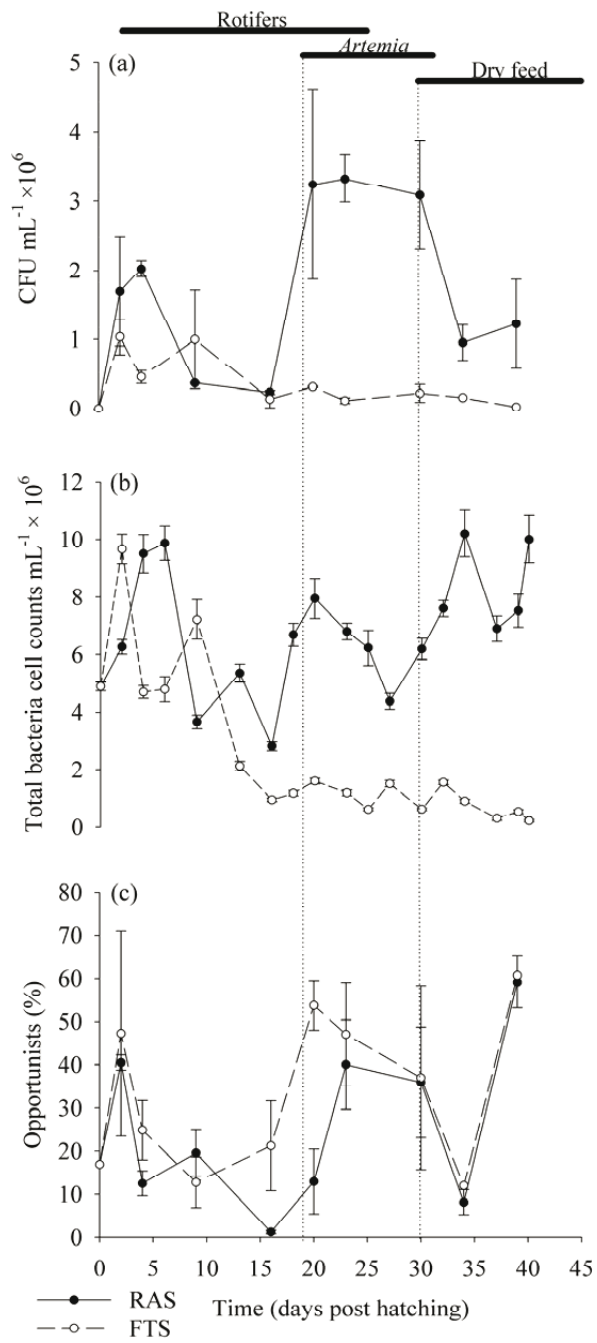 Rotifers
Artemia
Dry feed
(a)
5
4
3
2
1
0
CFU mL⁻¹ ×10⁶
(b)
12
10
8
6
4
2
0
Total bacteria cell counts mL⁻¹ × 10⁶
(c)
80
70
60
50
40
30
20
10
0
Opportunists (%)
0 5 10 15 20 25 30 35 40 45
RAS
Time (days post hatching)
FTS